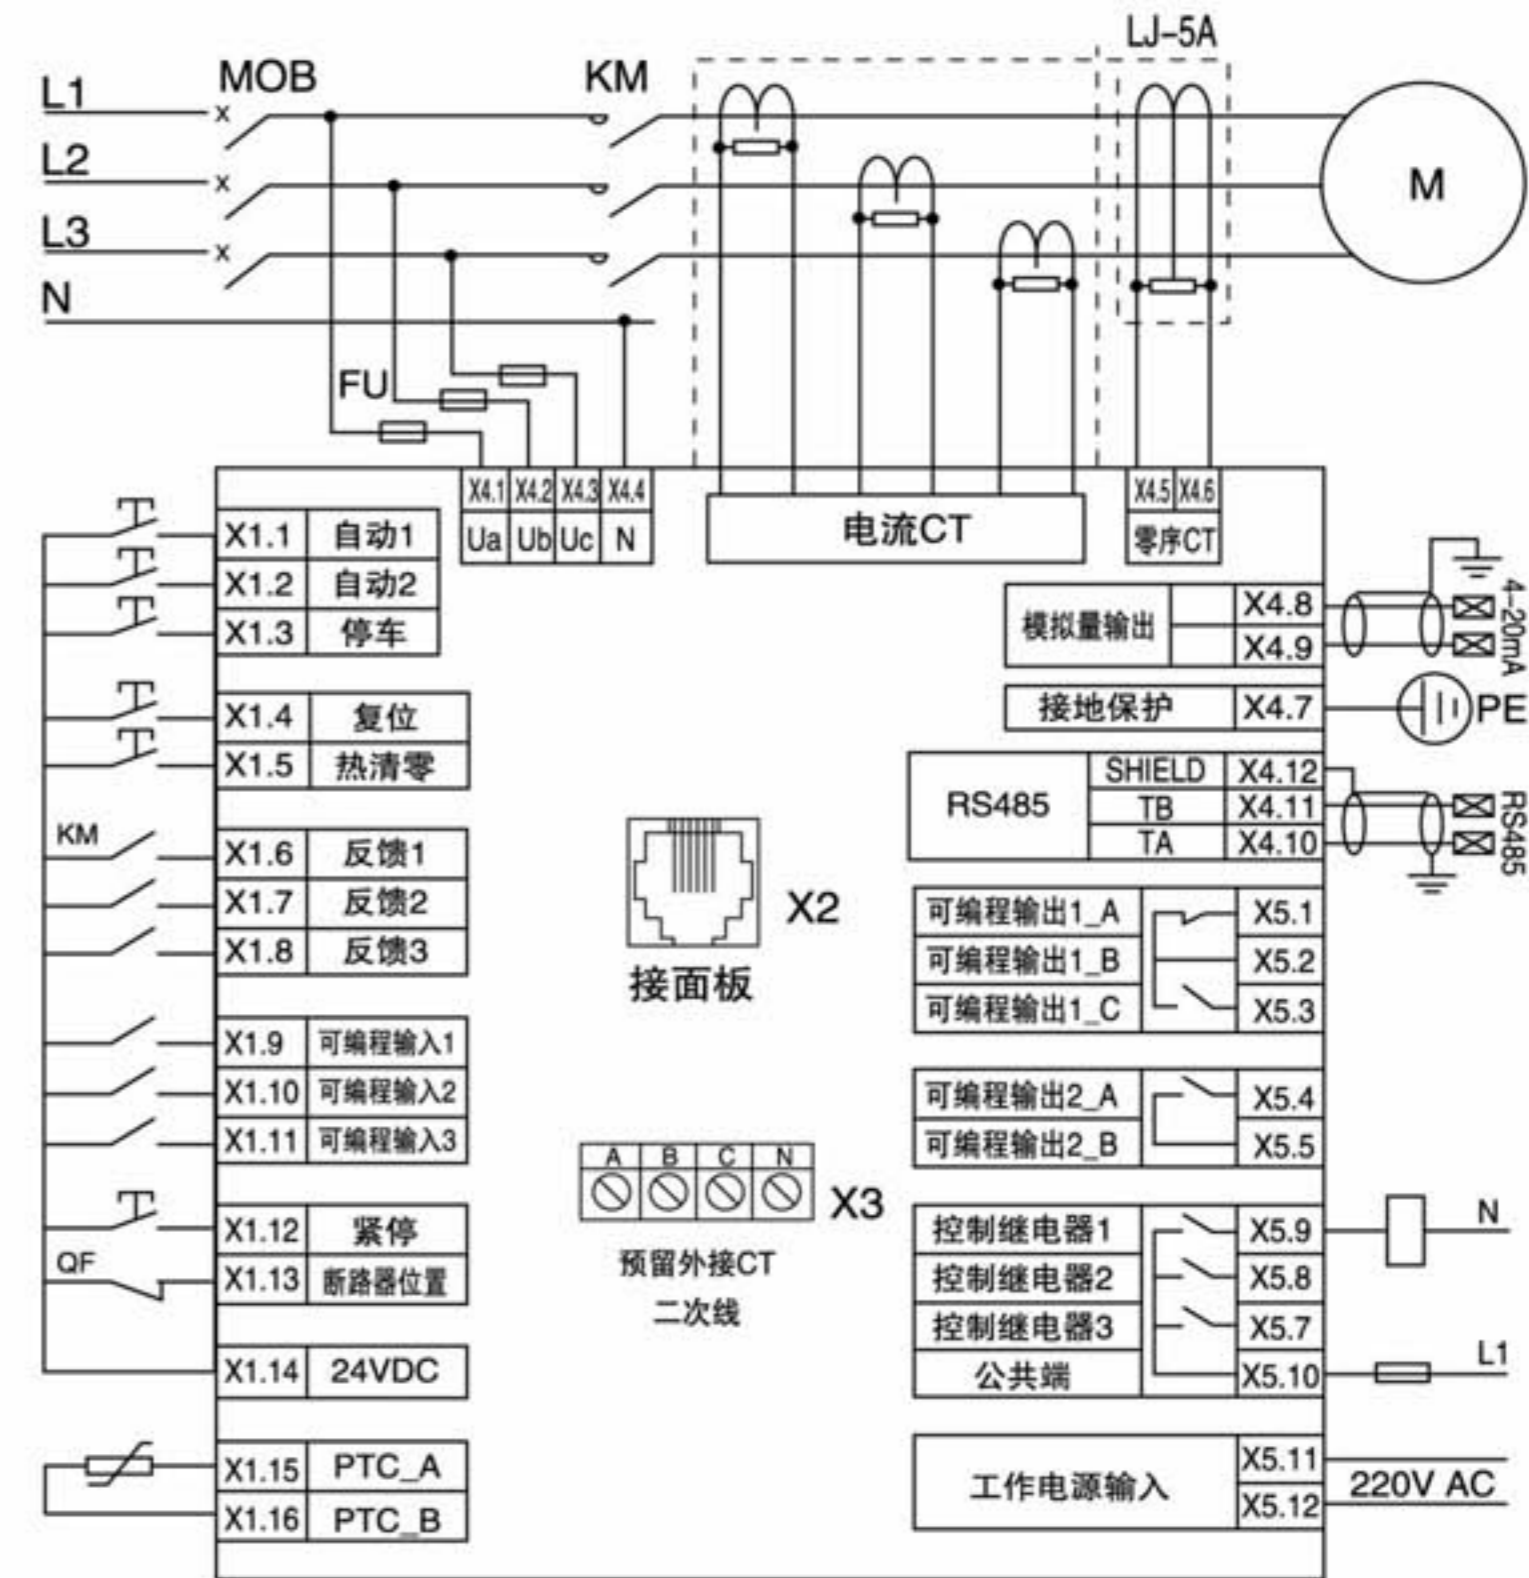 LJ-5A
MOB
KM
L1
L2
L3
N
M
FU
X4.1 X4.2 X4.3 X4.4
Ua Ub Uc N
电流CT
X4.5 X4.6
零序CT
X1.1 自动1
X1.2 自动2
X1.3 停车
X1.4 复位
X1.5 热清零
KM
X1.6 反馈1
X1.7 反馈2
X1.8 反馈3
X1.9 可编程输入1
X1.10 可编程输入2
X1.11 可编程输入3
X1.12 紧停
QF
X1.13 断路器位置
X1.14 24VDC
X1.15 PTC_A
X1.16 PTC_B
X2
接面板
A B C N
X3
预留外接CT
二次线
模拟量输出
X4.8
X4.9
4-20mA
接地保护 X4.7
PE
RS485
SHIELD X4.12
TB X4.11
TA X4.10
RS485
可编程输出1_A X5.1
可编程输出1_B X5.2
可编程输出1_C X5.3
可编程输出2_A X5.4
可编程输出2_B X5.5
控制继电器1 X5.9
N
控制继电器2 X5.8
控制继电器3 X5.7
公共端 X5.10
L1
工作电源输入
X5.11
X5.12
220V AC